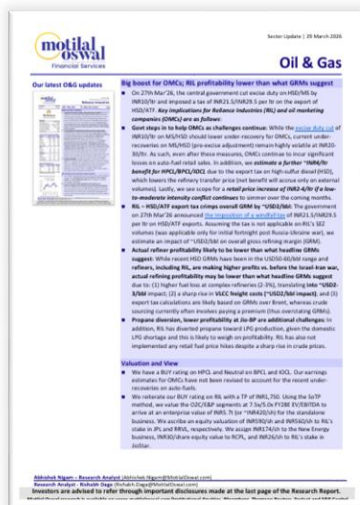 Sector Update | 29 March 2026
motilal
oswal
Financial Services
Oil & Gas
Our latest O&G updates
Big boost for OMCs; RIL profitability lower than what GRMs suggest
On 27th Mar'26, the central government cut excise duty on HSD/MS by
INR10/ltr and imposed a tax of INR21.5/INR29.5 per ltr on the export of
HSD/ATF. Key implications for Reliance Industries (RIL) and oil marketing
companies (OMCs) are as follows:
Govt steps in to help OMCs as challenges continue: While the excise duty cut of
INR10/ltr on MS/HSD should lower under recovery for OMCs, current under-
recoveries on MS/HSD (pre-excise adjustment) remain highly volatile at INR20-
30/ltr. As such, even after these measures, OMCs continue to incur significant
losses on auto-fuel retail sales. In addition, we estimate a further ~INR4/ltr
benefit for HPCL/BPCL/IOCL due to the export tax on high-sulfur diesel (HSD),
which lowers the refinery transfer price (net benefit will accrue only on external
volumes). Lastly, we see scope for a retail price increase of INR2-4/ltr if a low-
to-moderate intensity conflict continues to simmer over the coming months.
RIL – HSD/ATF export tax crimps overall GRM by ~USD2/bbl: The government
on 27th Mar'26 announced the imposition of a windfall tax of INR21.5/INR29.5
per ltr on HSD/ATF exports. Assuming the tax is not applicable on RIL's SEZ
volumes (was applicable only for initial fortnight post Russia-Ukraine war), we
estimate an impact of ~USD2/bbl on overall gross refining margin (GRM).
Actual refiner profitability likely to be lower than what headline GRMs
suggest: While recent HSD GRMs have been in the USD50-60/bbl range and
refiners, including RIL, are making higher profits vs. before the Israel-Iran war,
actual refining profitability may be lower than what headline GRMs suggest
due to: (1) higher fuel loss at complex refineries (2-3%), translating into ~USD2-
3/bbl impact; (2) a sharp rise in VLCC freight costs (~USD2/bbl impact); and (3)
export tax calculations are likely based on GRMs over Brent, whereas crude
sourcing currently often involves paying a premium (thus overstating GRMs).
Propane diversion, lower profitability at Jio-BP are additional challenges: In
addition, RIL has diverted propane toward LPG production, given the domestic
LPG shortage and this is likely to weigh on profitability. RIL has also not
implemented any retail fuel price hikes despite a sharp rise in crude prices.
Valuation and View
We have a BUY rating on HPCL and Neutral on BPCL and IOCL. Our earnings
estimates for OMCs have not been revised to account for the recent under-
recoveries on auto-fuels.
We reiterate our BUY rating on RIL with a TP of INR1,750. Using the SoTP
method, we value the O2C/E&P segments at 7.5x/5.0x FY28E EV/EBITDA to
arrive at an enterprise value of INR5.7t (or ~INR420/sh) for the standalone
business. We ascribe an equity valuation of INR590/sh and INR560/sh to RIL's
stake in JPL and RRVL, respectively. We assign INR174/sh to the New Energy
business, INR30/share equity value to RCPL, and INR26/sh to RIL's stake in
JioStar.
Abhishek Nigam – Research Analyst (Abhishek.Nigam@MotilalOswal.com)
Research Analyst - Rishabh Daga (Rishabh.Daga@MotilalOswal.com)
Investors are advised to refer through important disclosures made at the last page of the Research Report.